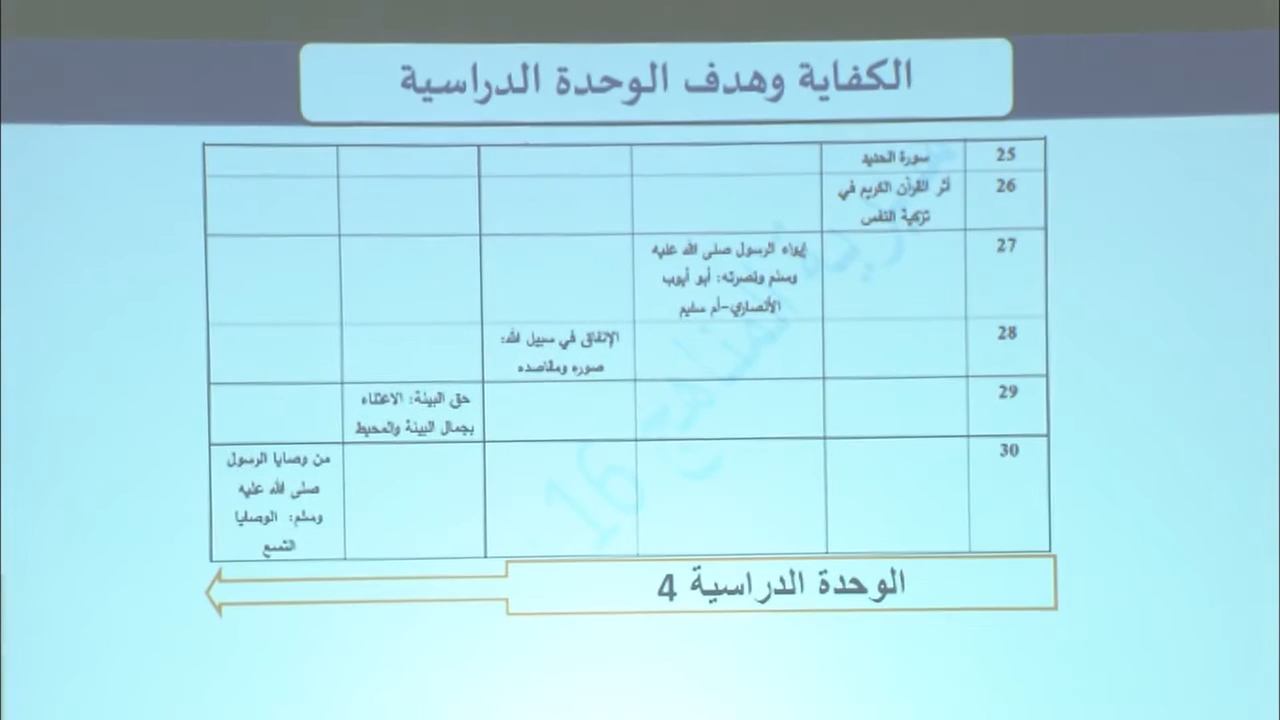 الكفاية وهدف الوحدة الدراسية
25
سورة الحديد
26
أثر القرآن الكريم في
تزكية النفس
27
إيواء الرسول صلى الله عليه
وسلم ونصرته: أبو أيوب
الأنصاري-أم سليم
28
الإنفاق في سبيل الله:
صوره ومقاصده
29
حق البيئة: الاعتناء
بجمال البيئة والمحيط
30
من وصايا الرسول
صلى الله عليه
وسلم: الوصايا
التسع
الوحدة الدراسية 4
المناهج 16